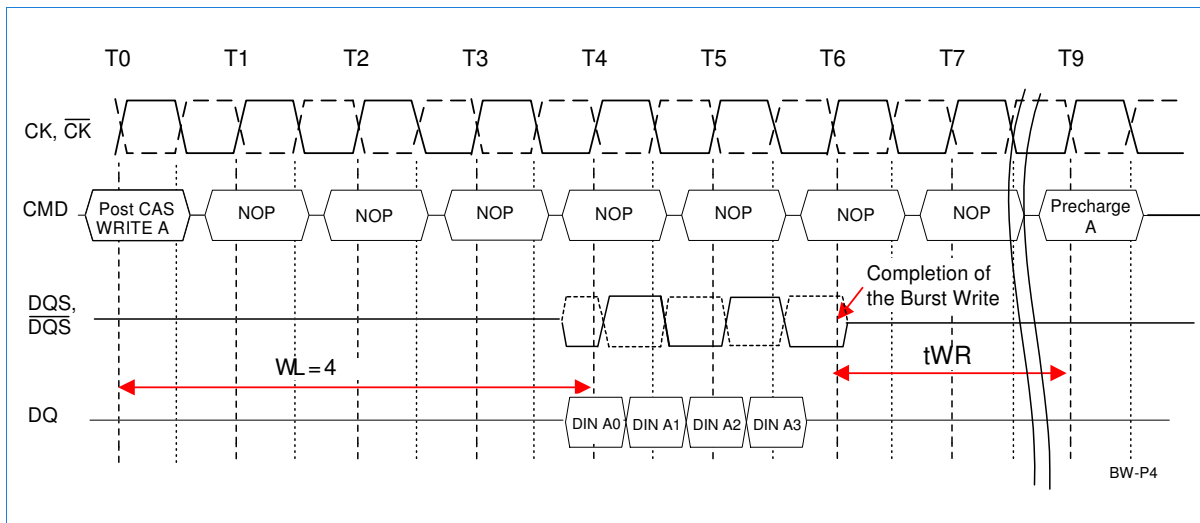 T0 T1 T2 T3 T4 T5 T6 T7 T9
CK, CK
CMD
Post CAS
WRITE A
NOP NOP NOP NOP NOP NOP NOP
Precharge
A
Completion of
the Burst Write
DQS,
DQS
WL = 4
tWR
DQ
DIN A0 DIN A1 DIN A2 DIN A3
BW-P4